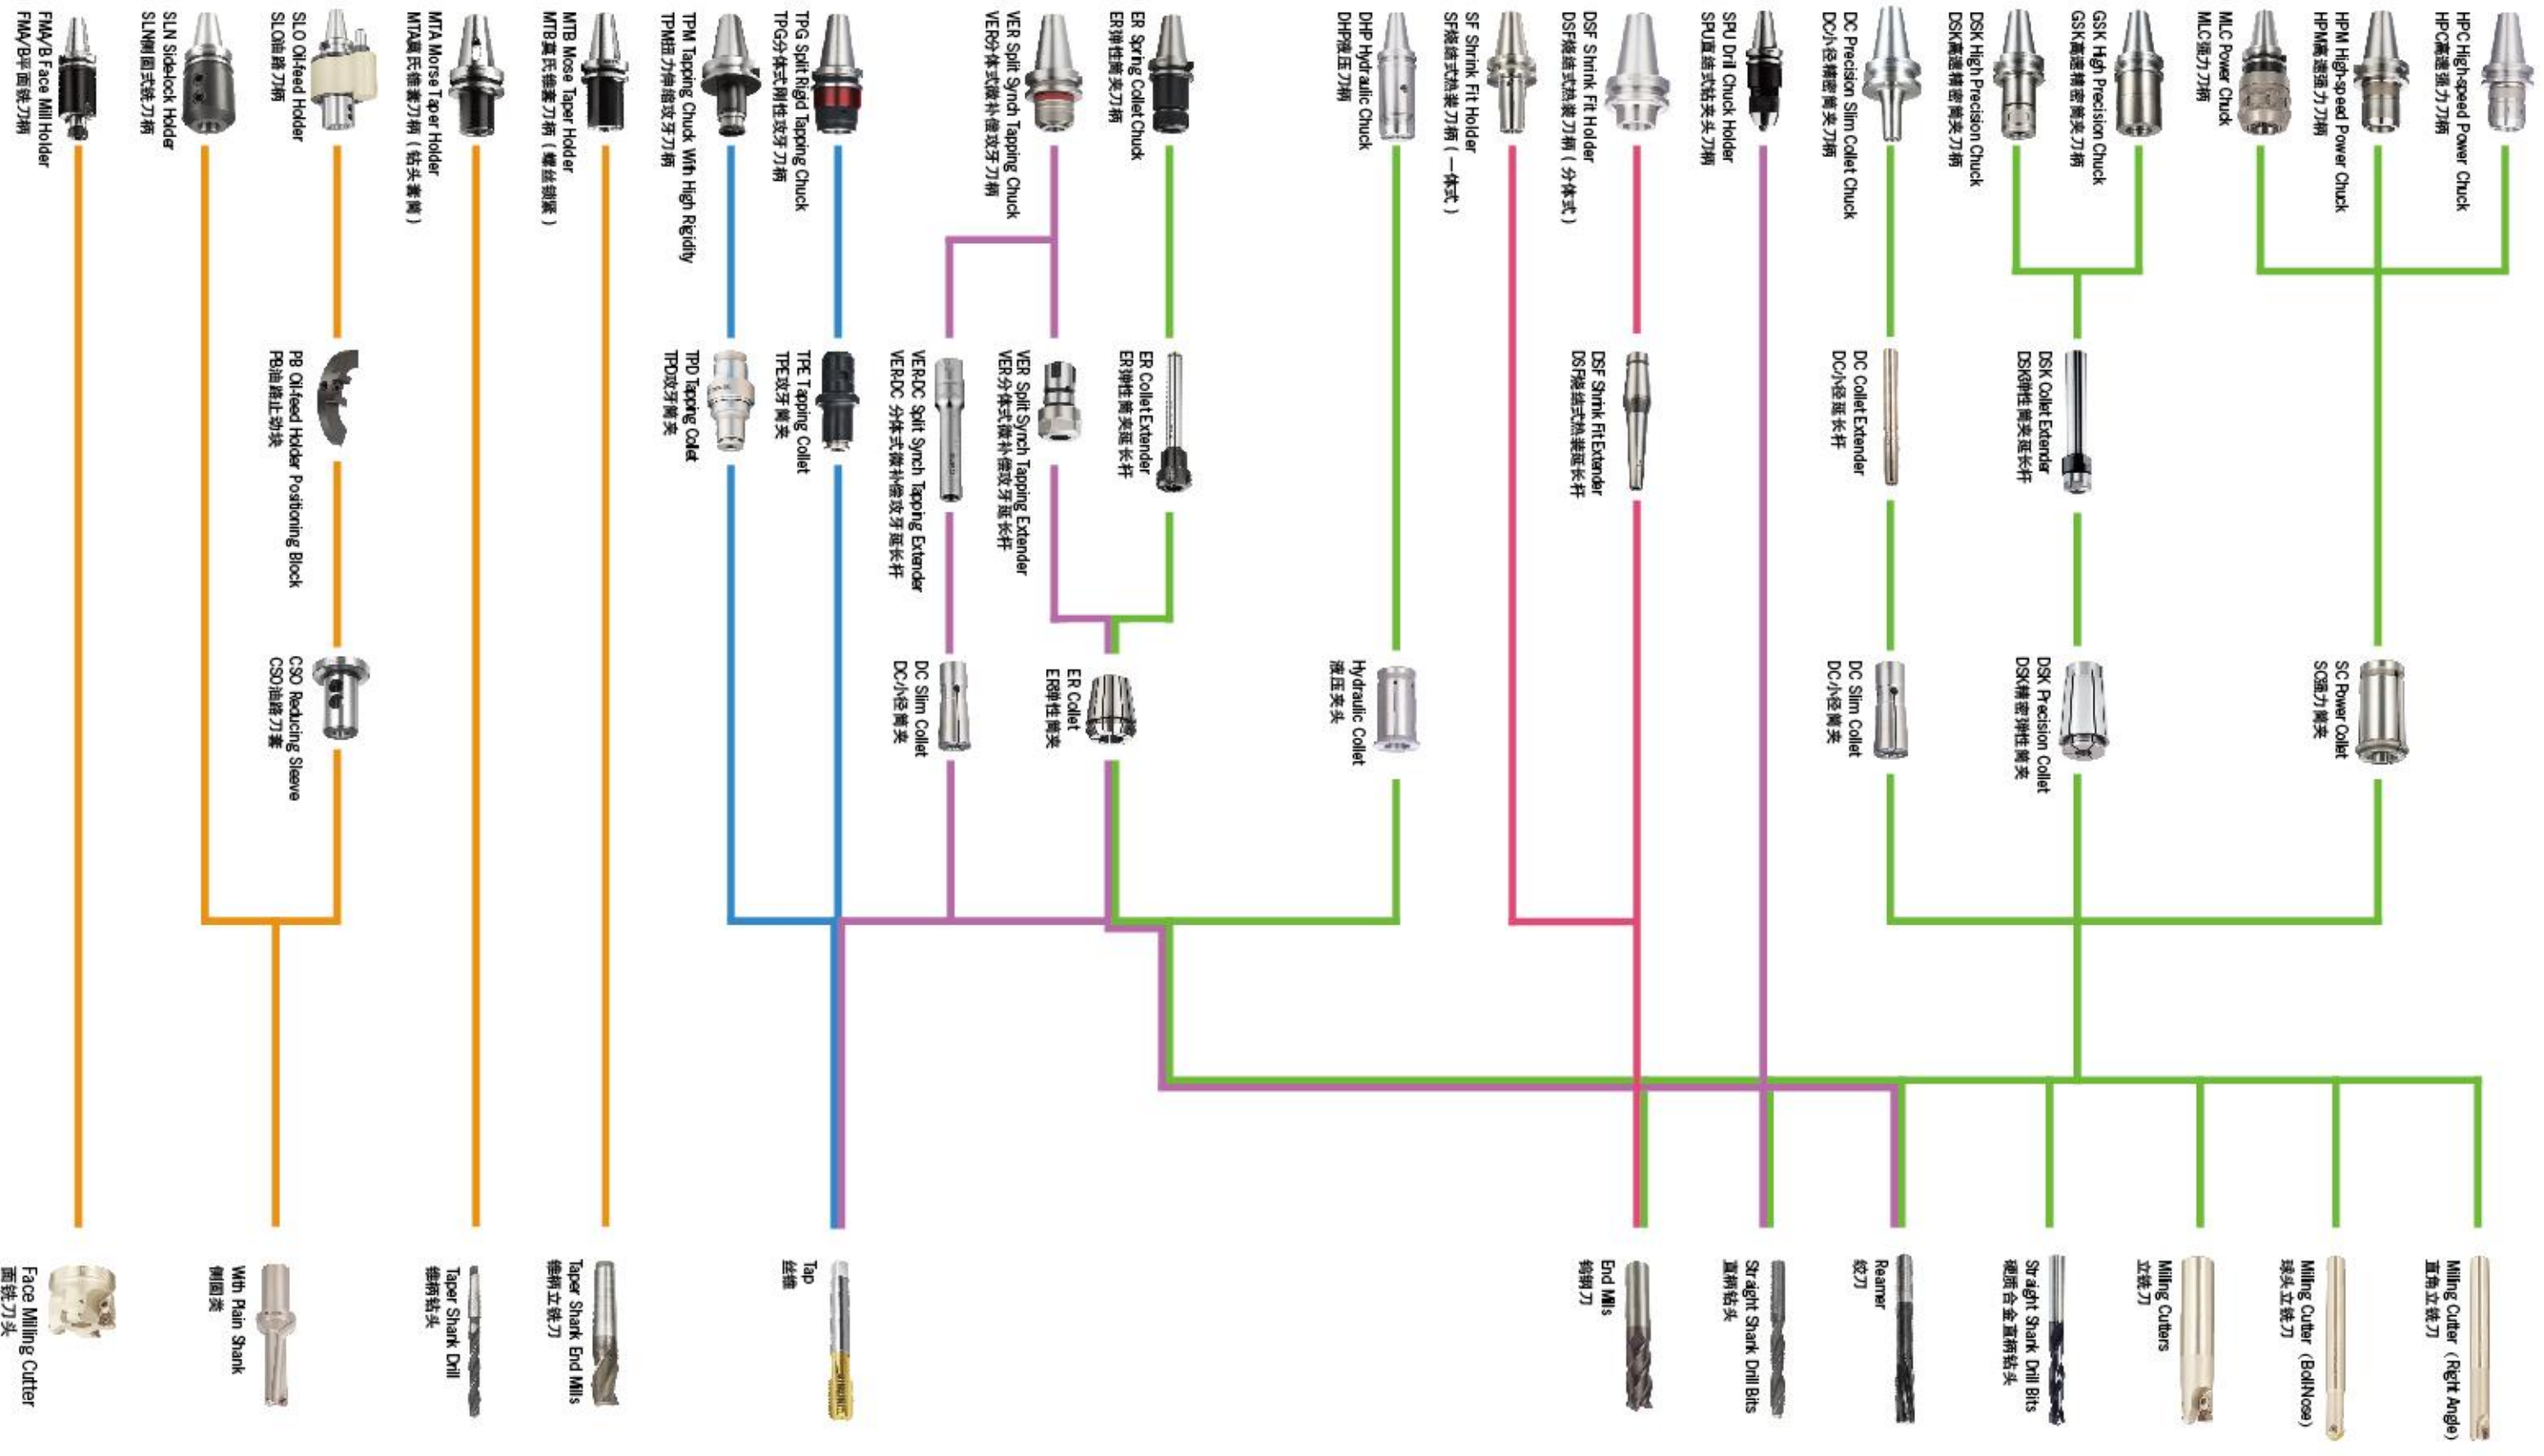 HPC High-speed Power Chuck
HPC高速强力刀柄
HPM High-speed Power Chuck
HPM高速强力刀柄
MLC Power Chuck
MLC强力刀柄
GSK High Precision Chuck
GSK高速精密筒夹刀柄
DSK High Precision Chuck
DSK高速精密筒夹刀柄
DC Precision Slim Collet Chuck
DC小径精密筒夹刀柄
SPU Drill Chuck Holder
SPU直结式钻夹头刀柄
DSF Shrink Fit Holder
DSF烧结式热装刀柄（分体式）
SF Shrink Fit Holder
SF烧结式热装刀柄（一体式）
DHP Hydraulic Chuck
DHP液压刀柄
ER Spring Collet Chuck
ER弹性筒夹刀柄
VER Split Synch Tapping Chuck
VER分体式微补偿攻牙刀柄
TPG Split Rigid Tapping Chuck
TPG分体式刚性攻牙刀柄
TPM Tapping Chuck With High Rigidity
TPM扭力伸缩攻牙刀柄
MTB Mose Taper Holder
MTB莫氏锥套刀柄（螺丝锁紧）
MTA Morse Taper Holder
MTA莫氏锥套刀柄（钻头套筒）
SLO Oil-feed Holder
SLO油路刀柄
SLN Side-lock Holder
SLN侧固式铣刀柄
FMA/B Face Mill Holder
FMA/B平面铣刀柄
DSK Collet Extender
DSK弹性筒夹延长杆
DC Collet Extender
DC小径延长杆
DSF Shrink Fit Extender
DSF烧结式热装延长杆
ER Collet Extender
ER弹性筒夹延长杆
VER Split Synch Tapping Extender
VER分体式微补偿攻牙延长杆
VER-DC Split Synch Tapping Extender
VER-DC 分体式微补偿攻牙延长杆
TPE Tapping Collet
TPE攻牙筒夹
TPD Tapping Collet
TPD攻牙筒夹
PB Oil-feed Holder Positioning Block
PB油路止动块
SC Power Collet
SC强力筒夹
DSK Precision Collet
DSK精密弹性筒夹
DC Slim Collet
DC小径筒夹
Hydraulic Collet
液压夹头
ER Collet
ER弹性筒夹
DC Slim Collet
DC小径筒夹
CSO Reducing Sleeve
CSO油路刀套
Milling Cutter（Right Angle）
直角立铣刀
Milling Cutter（BollNose）
球头立铣刀
Milling Cutters
立铣刀
Straight Shank Drill Bits
硬质合金直柄钻头
Reamer
绞刀
Straight Shank Drill Bits
直柄钻头
End Mills
钨钢刀
Tap
丝锥
Taper Shank End Mills
锥柄立铣刀
Taper Shank Drill
锥柄钻头
With Plain Shank
侧固类
Face Milling Cutter
面铣刀头